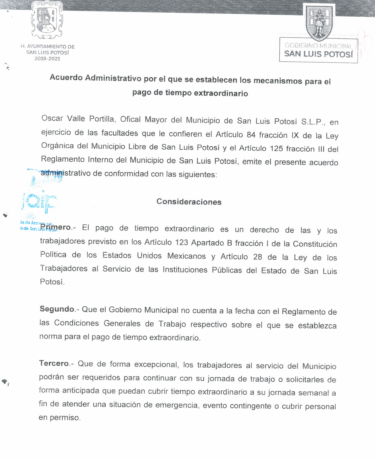 H. AYUNTAMIENTO DE
SAN LUIS POTOSÍ
GOBIERNO MUNICIPAL
SAN LUIS POTOSÍ
Acuerdo Administrativo por el que se establecen los mecanismos para el
pago de tiempo extraordinario
Oscar Valle Portilla, Oficial Mayor del Municipio de San Luis Potosí S.L.P., en
ejercicio de las facultades que le confieren el Artículo 84 fracción IX de la Ley
Orgánica del Municipio Libre de San Luis Potosí y el Artículo 125 fracción III del
Reglamento Interno del Municipio de San Luis Potosí, emite el presente acuerdo
administrativo de conformidad con las siguientes:
Consideraciones
Primero.- El pago de tiempo extraordinario es un derecho de las y los
trabajadores previsto en los Artículo 123 Apartado B fracción I de la Constitución
Política de los Estados Unidos Mexicanos y Artículo 28 de la Ley de los
Trabajadores al Servicio de las Instituciones Públicas del Estado de San Luis
Potosí.
Segundo.- Que el Gobierno Municipal no cuenta a la fecha con el Reglamento de
las Condiciones Generales de Trabajo respectivo sobre el que se establezca
norma para el pago de tiempo extraordinario.
Tercero.- Que de forma excepcional, los trabajadores al servicio del Municipio
podrán ser requeridos para continuar con su jornada de trabajo o solicitarles de
forma anticipada que puedan cubrir tiempo extraordinario a su jornada semanal a
fin de atender una situación de emergencia, evento contingente o cubrir personal
en permiso.